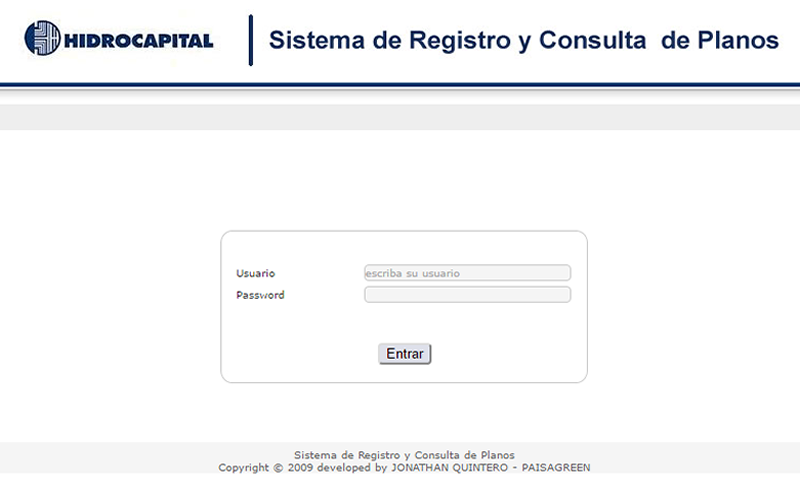 HIDROCAPITAL
Sistema de Registro y Consulta de Planos
Usuario
escriba su usuario
Password
Entrar
Sistema de Registro y Consulta de Planos
Copyright © 2009 developed by JONATHAN QUINTERO - PAISAGREEN